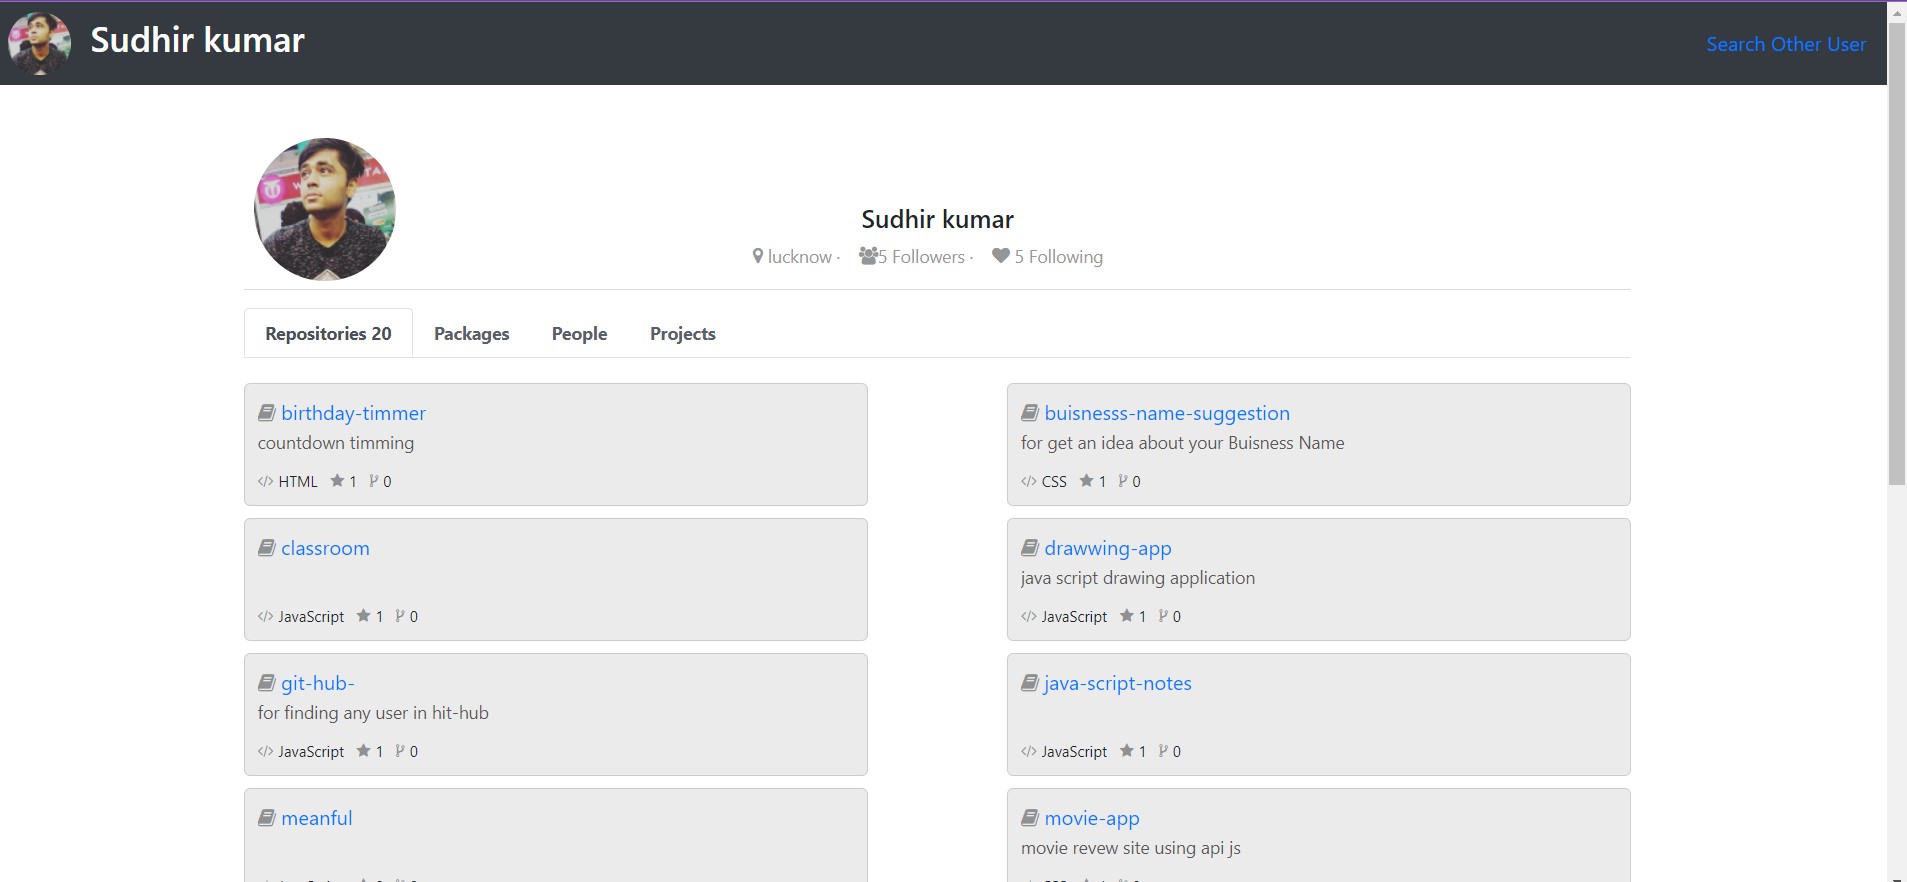 Sudhir kumar
Search Other User
Sudhir kumar
lucknow · 5 Followers · 5 Following
Repositories 20 Packages People Projects
birthday-timmer
countdown timming
HTML 1 0
buisnesss-name-suggestion
for get an idea about your Buisness Name
CSS 1 0
classroom
JavaScript 1 0
drawwing-app
java script drawing application
JavaScript 1 0
git-hub-
for finding any user in hit-hub
JavaScript 1 0
java-script-notes
JavaScript 1 0
meanful
movie-app
movie revew site using api js